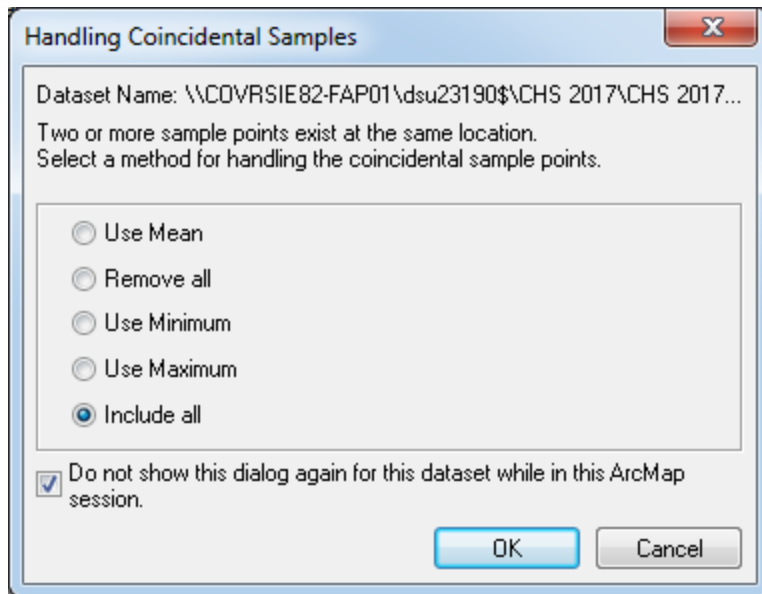 Handling Coincidental Samples
Dataset Name: \\COVRSIE82-FAP01\dsu23190$\CHS 2017\CHS 2017...
Two or more sample points exist at the same location.
Select a method for handling the coincidental sample points.
Use Mean
Remove all
Use Minimum
Use Maximum
Include all
Do not show this dialog again for this dataset while in this ArcMap
session.
OK
Cancel